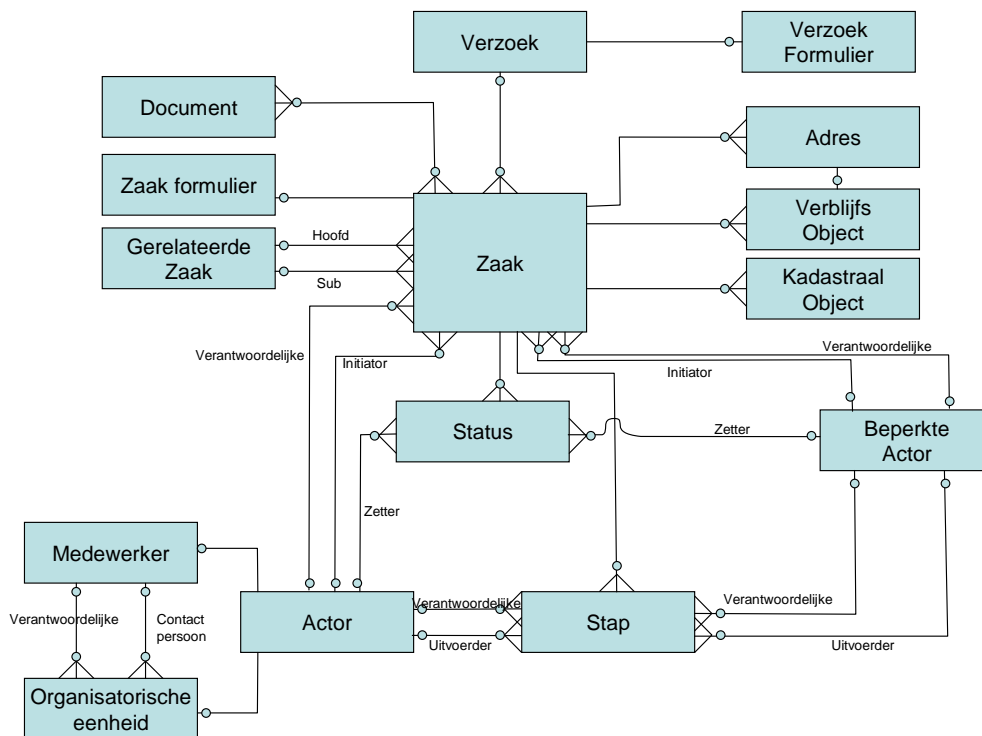 Verzoek
Verzoek
Formulier
Document
Adres
Zaak formulier
Verblijfs
Object
Gerelateerde
Zaak
Hoofd
Sub
Zaak
Kadastraal
Object
Verantwoordelijke
Initiator
Verantwoordelijke
Initiator
Status
Zetter
Zetter
Beperkte
Actor
Medewerker
Verantwoordelijke
Contact
persoon
Actor
Verantwoordelijke
Uitvoerder
Stap
Verantwoordelijke
Uitvoerder
Organisatorische
eenheid